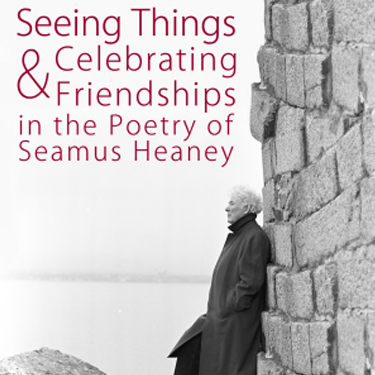 Seeing Things
& Celebrating
Friendships
in the Poetry of
Seamus Heaney